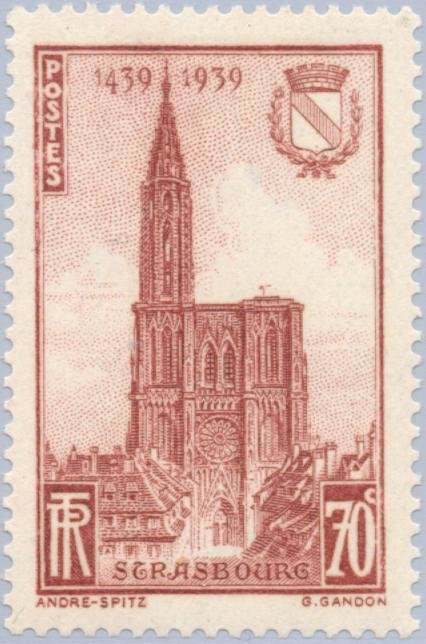 1439 1939
POSTES
RF
70c
STRASBOURG
ANDRE-SPITZ
G.GANDON